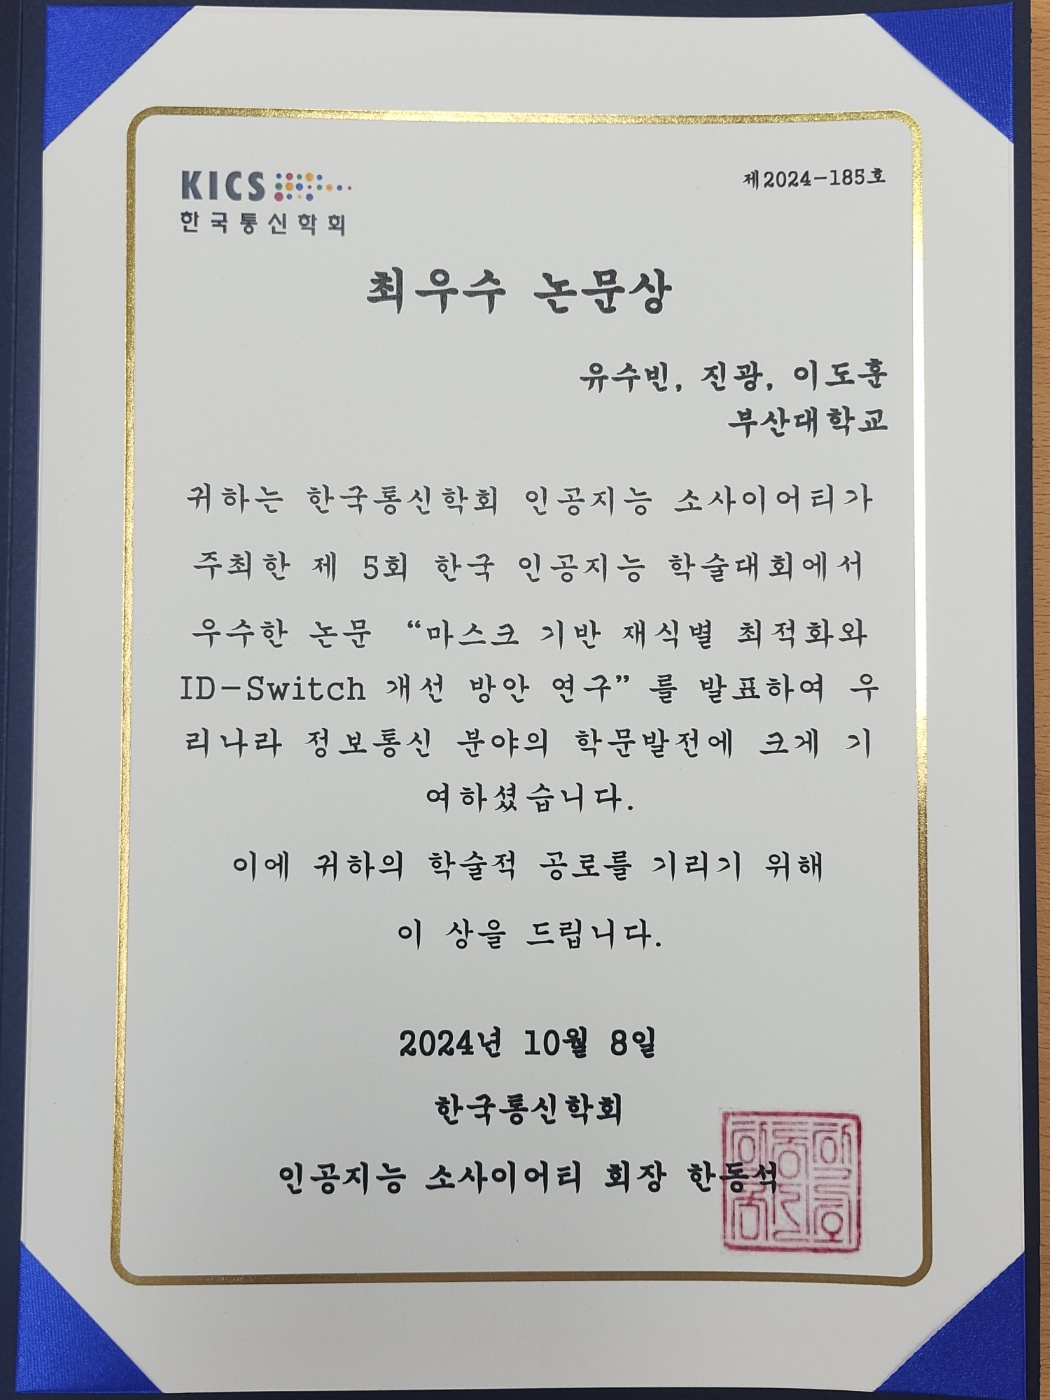 KICS
한국통신학회
제2024-185호
최우수 논문상
유수빈, 진광, 이도훈
부산대학교
귀하는 한국통신학회 인공지능 소사이어티가
주최한 제 5회 한국 인공지능 학술대회에서
우수한 논문 “마스크 기반 재식별 최적화와
ID-Switch 개선 방안 연구” 를 발표하여 우
리나라 정보통신 분야의 학문발전에 크게 기
여하셨습니다.
이에 귀하의 학술적 공로를 기리기 위해
이 상을 드립니다.
2024년 10월 8일
한국통신학회
인공지능 소사이어티 회장 한동석